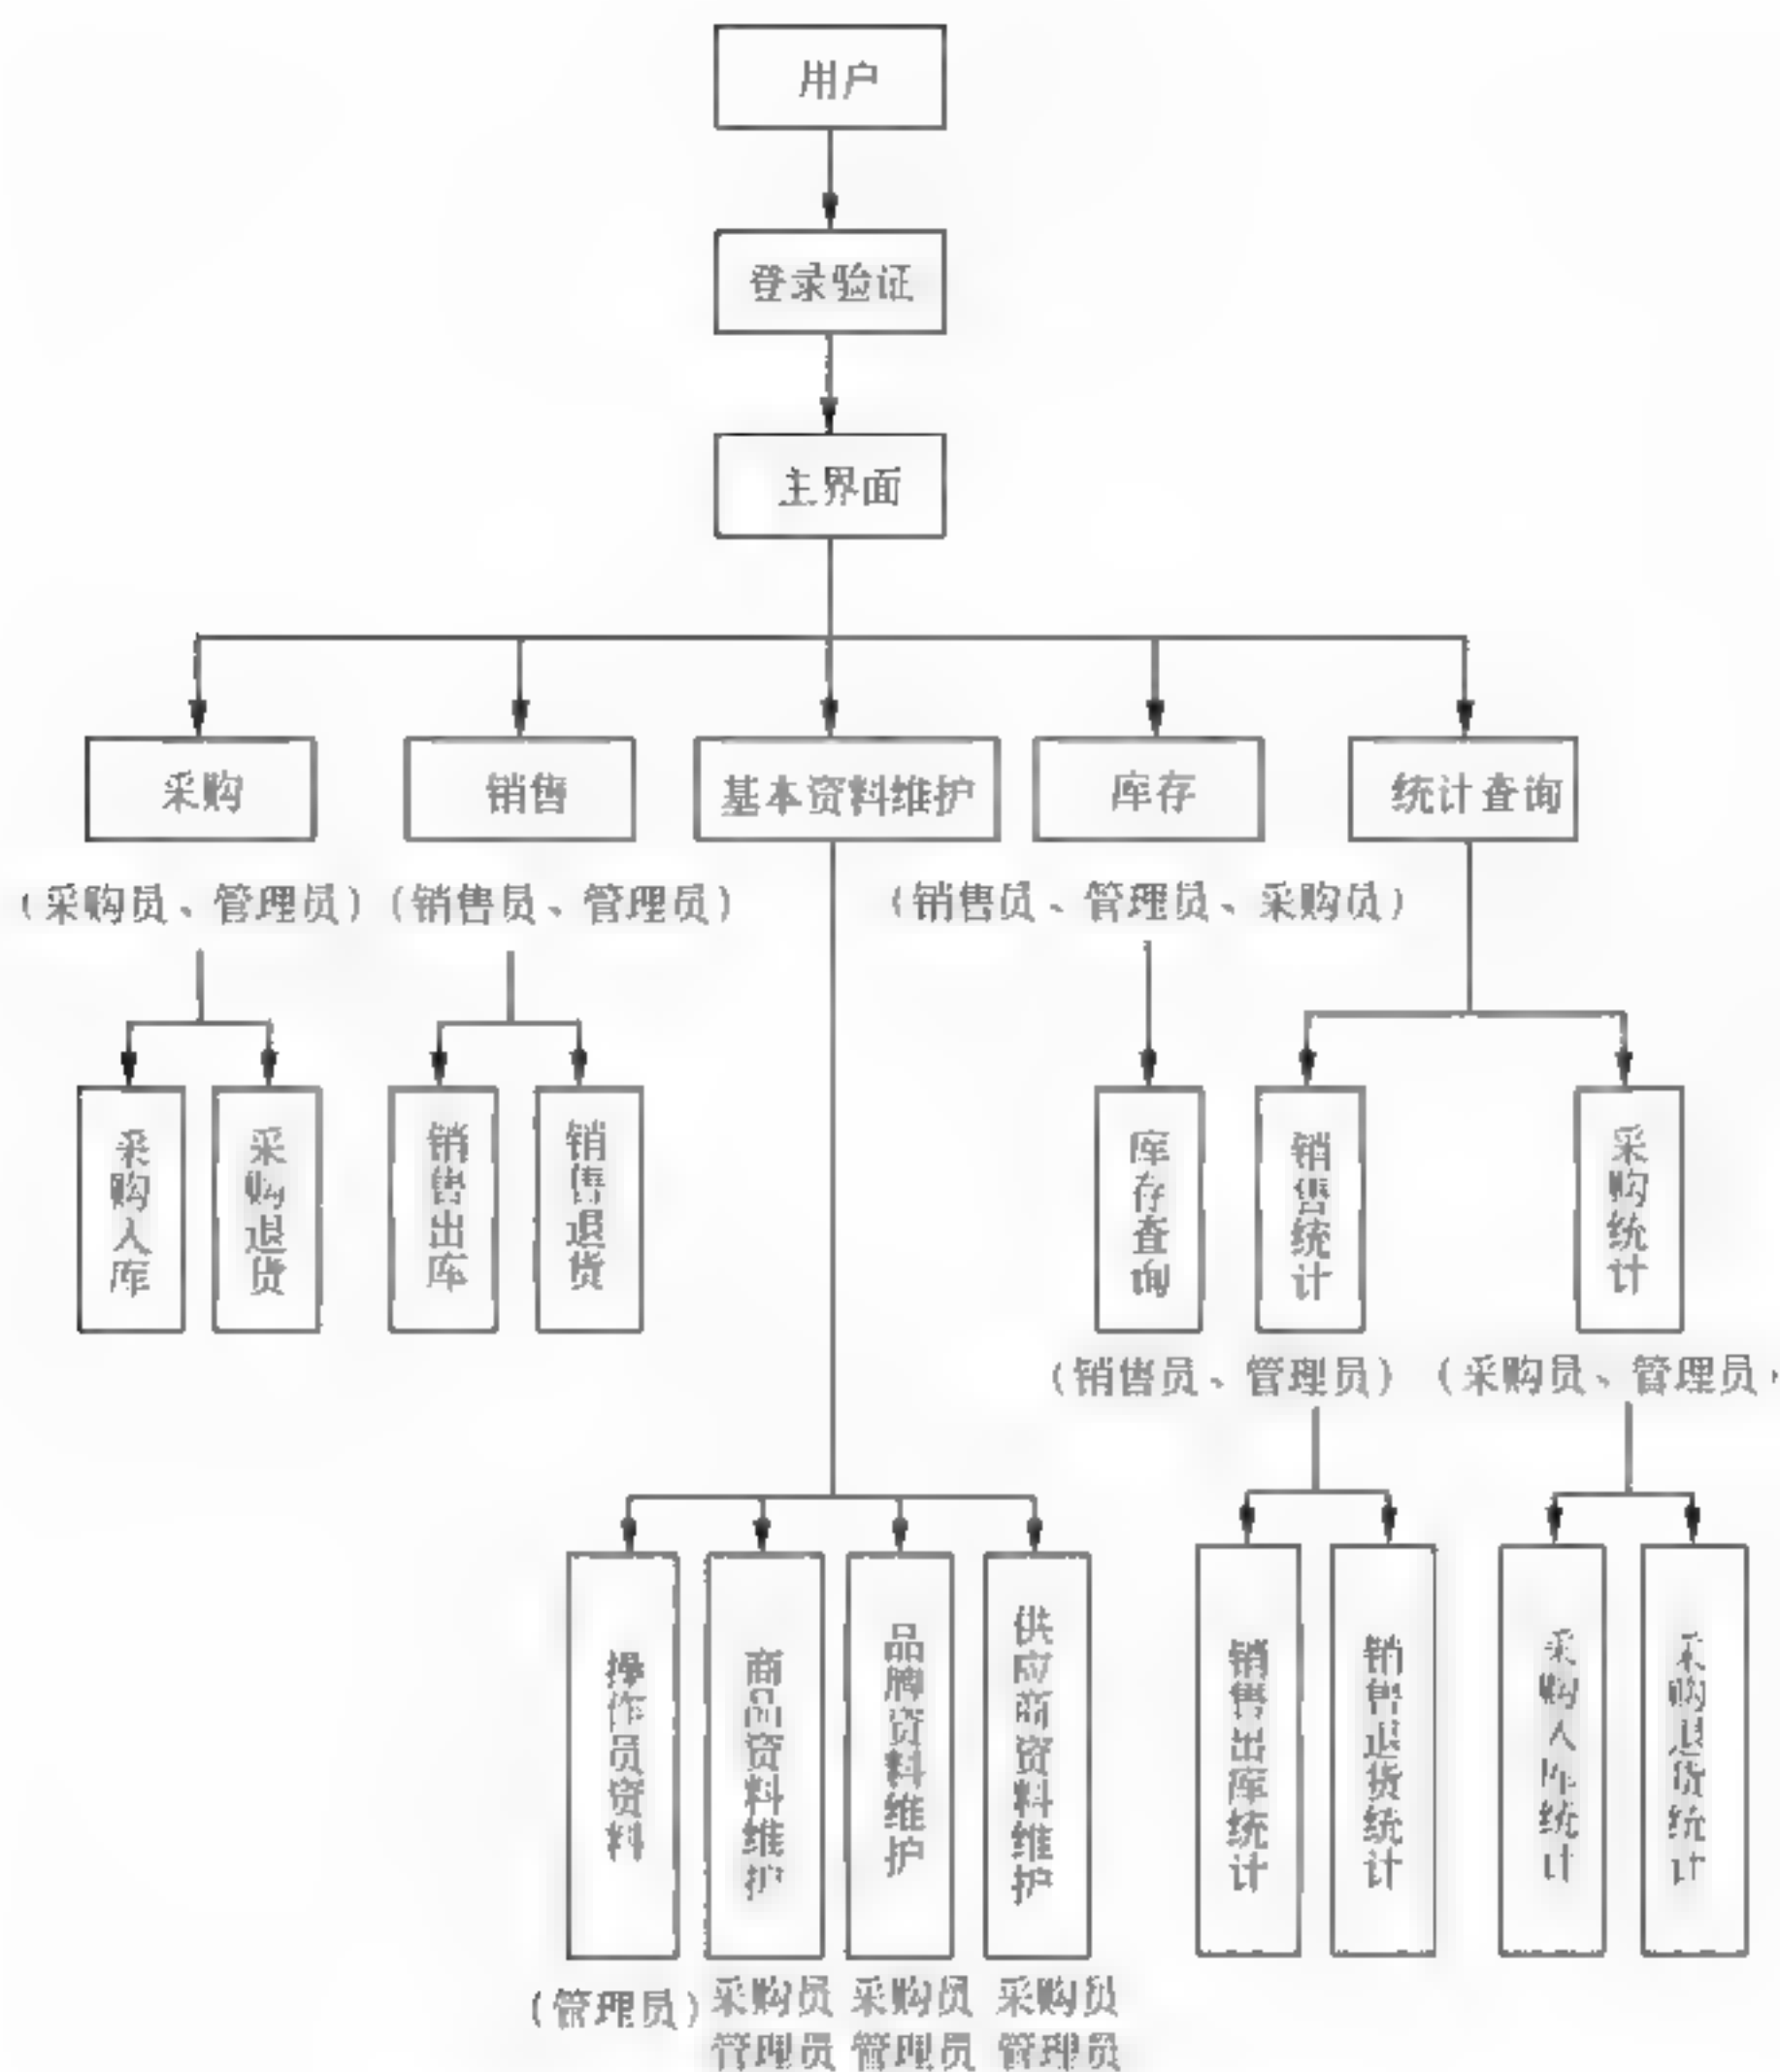 用户
登录验证
主界面
采购
销售
基本资料维护
库存
统计查询
(采购员、管理员)
(销售员、管理员)
(销售员、管理员、采购员)
采购入库
采购退货
销售出库
销售退货
库存查询
销售统计
采购统计
(销售员、管理员)
(采购员、管理员)
操作员资料
商品资料维护
品牌资料维护
供应商资料维护
销售出库统计
销售退货统计
采购入库统计
采购退货统计
(管理员)
采购员
管理员
采购员
管理员
采购员
管理员